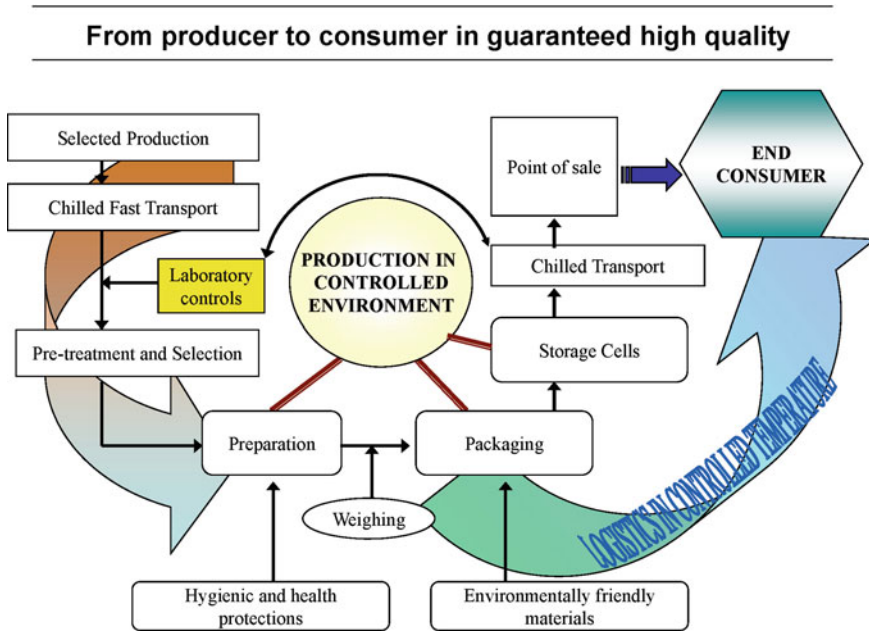 From producer to consumer in guaranteed high quality
Selected Production
Chilled Fast Transport
Laboratory
controls
Pre-treatment and Selection
PRODUCTION IN
CONTROLLED
ENVIRONMENT
Point of sale
END
CONSUMER
Chilled Transport
Storage Cells
Preparation
Packaging
Weighing
LOGISTICS IN CONTROLLED TEMPERATURE
Hygienic and health
protections
Environmentally friendly
materials